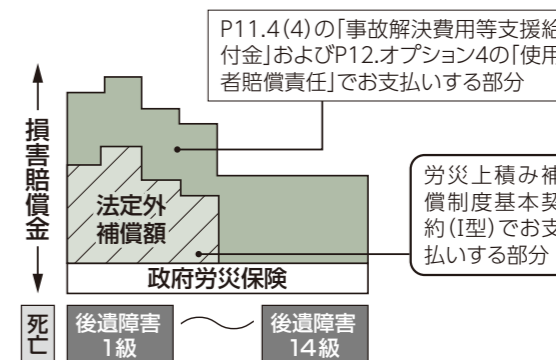 P11.4(4)の「事故解決費用等支援給
付金」およびP12.オプション4の「使用
者賠償責任」でお支払いする部分
損害賠償金
法定外
補償額
労災上積み補
償制度基本契
約(I型)でお支
払いする部分
政府労災保険
死亡
後遺障害
1級
〜
後遺障害
14級